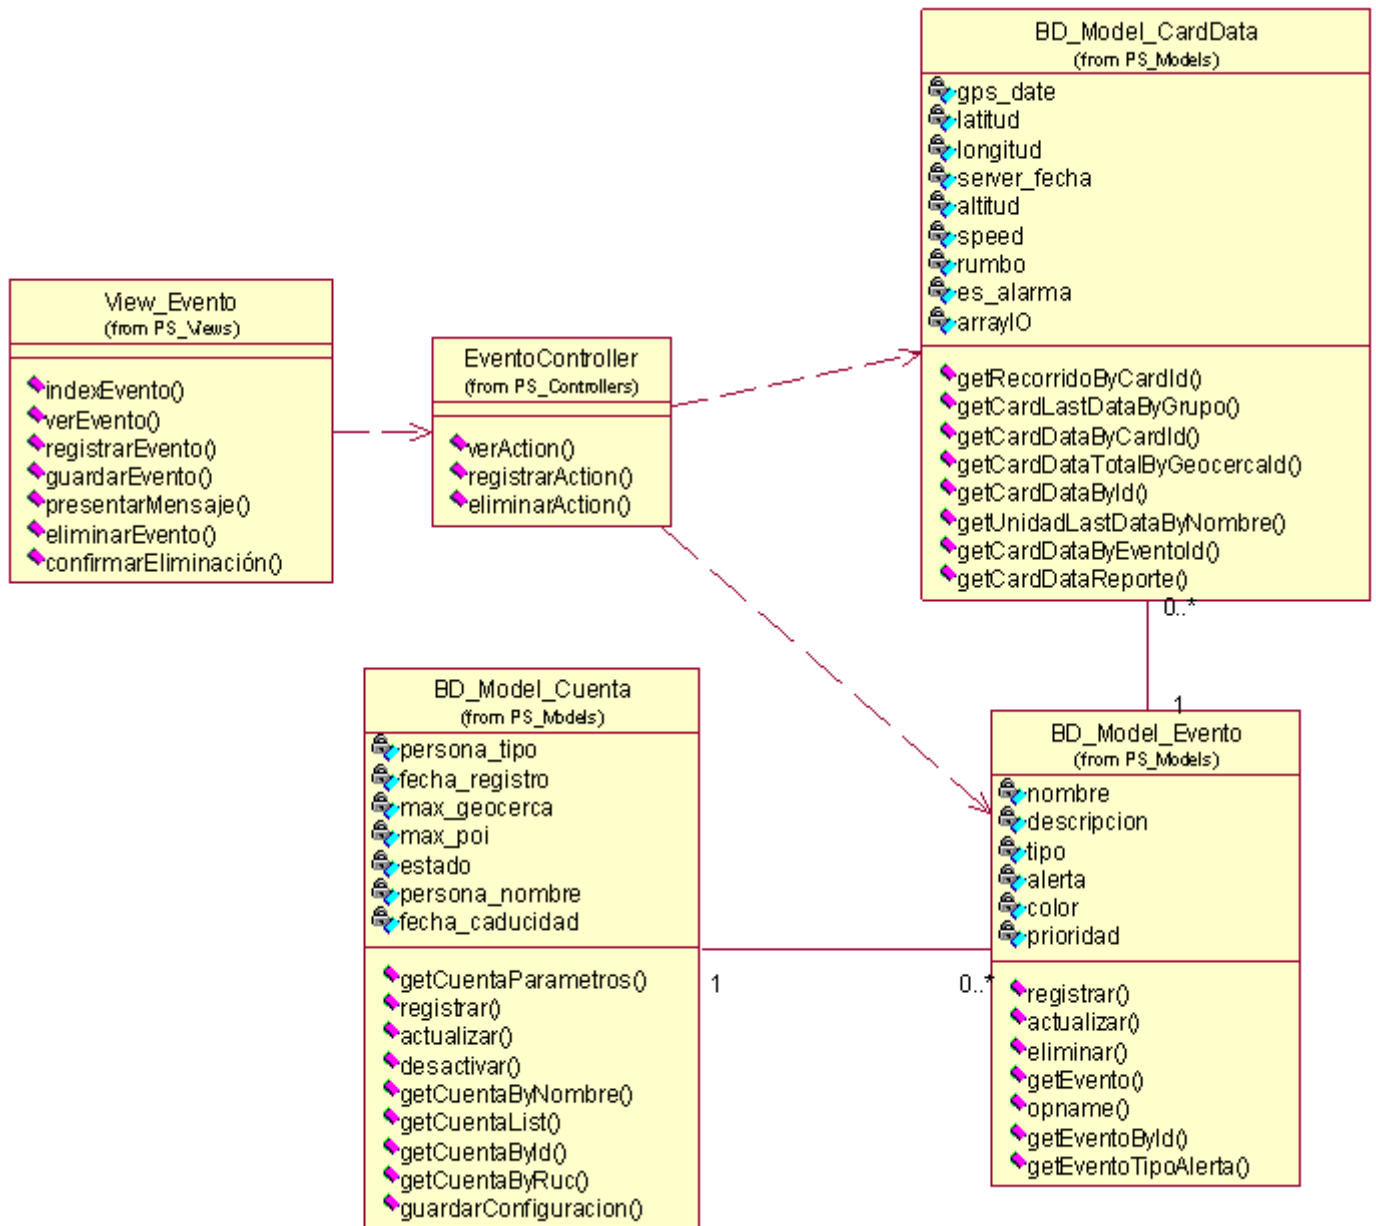 BD_Model_CardData
(from PS_Models)
gps_date
latitud
longitud
server_fecha
altitud
speed
rumbo
es_alarma
arrayIO
getRecorridoByCardId()
getCardLastDataByGrupo()
getCardDataByCardId()
getCardDataTotalByGeocercaId()
getCardDataById()
getUnidadLastDataByNombre()
getCardDataByEventoId()
getCardDataReporte()
0..*
View_Evento
(from PS_Views)
indexEvento()
verEvento()
registrarEvento()
guardarEvento()
presentarMensaje()
eliminarEvento()
confirmarEliminación()
EventoController
(from PS_Controllers)
verAction()
registrarAction()
eliminarAction()
BD_Model_Cuenta
(from PS_Models)
persona_tipo
fecha_registro
max_geocerca
max_poi
estado
persona_nombre
fecha_caducidad
getCuentaParametros()
registrar()
actualizar()
desactivar()
getCuentaByNombre()
getCuentaList()
getCuentaById()
getCuentaByRuc()
guardarConfiguracion()
1
0..*
1
BD_Model_Evento
(from PS_Models)
nombre
descripcion
tipo
alerta
color
prioridad
registrar()
actualizar()
eliminar()
getEvento()
opname()
getEventoById()
getEventoTipoAlerta()